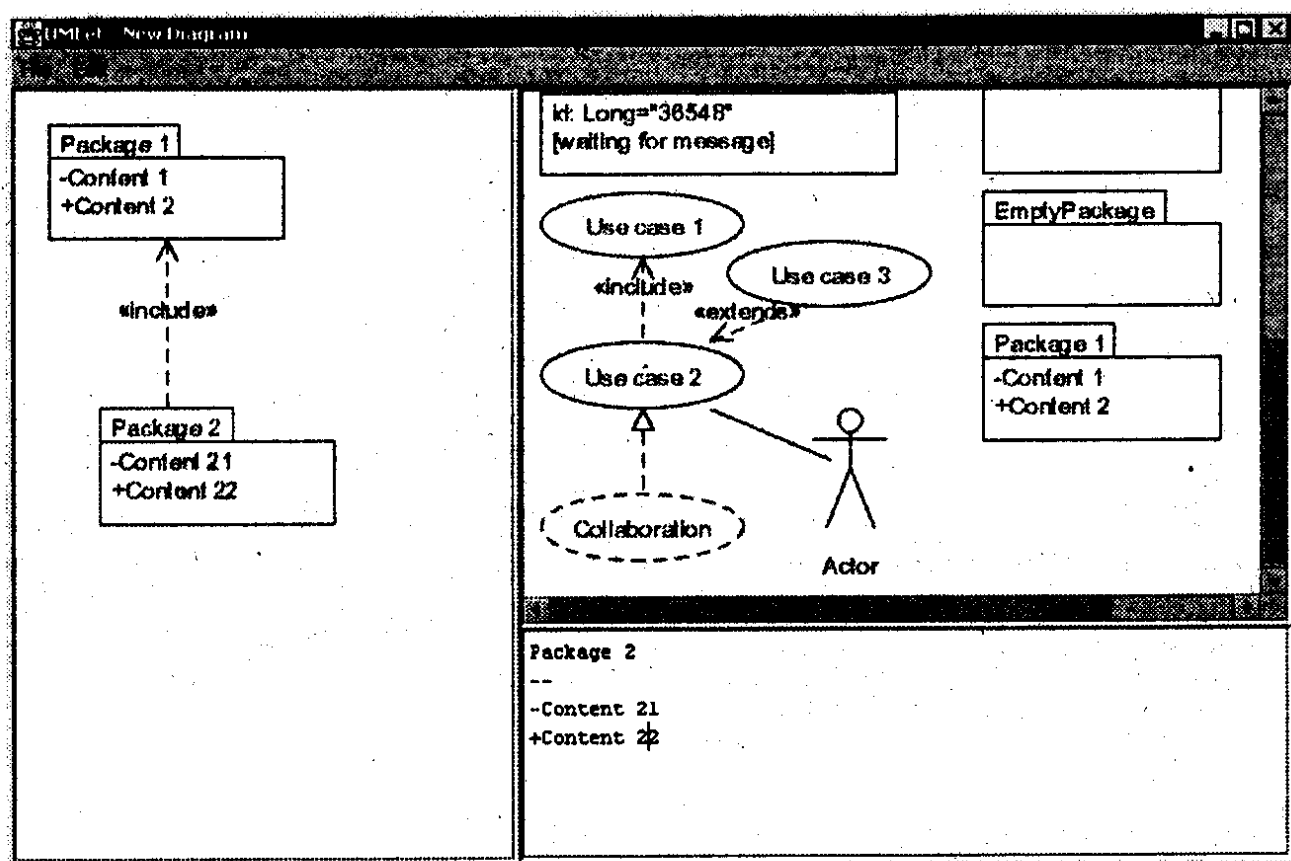 UMLet - New Diagram
Package 1
-Content 1
+Content 2
«include»
Package 2
-Content 21
+Content 22
kt: Long="36548"
[waiting for message]
Use case 1
«include»
Use case 3
«extends»
Use case 2
Collaboration
Actor
EmptyPackage
Package 1
-Content 1
+Content 2
Package 2
--
-Content 21
+Content 22